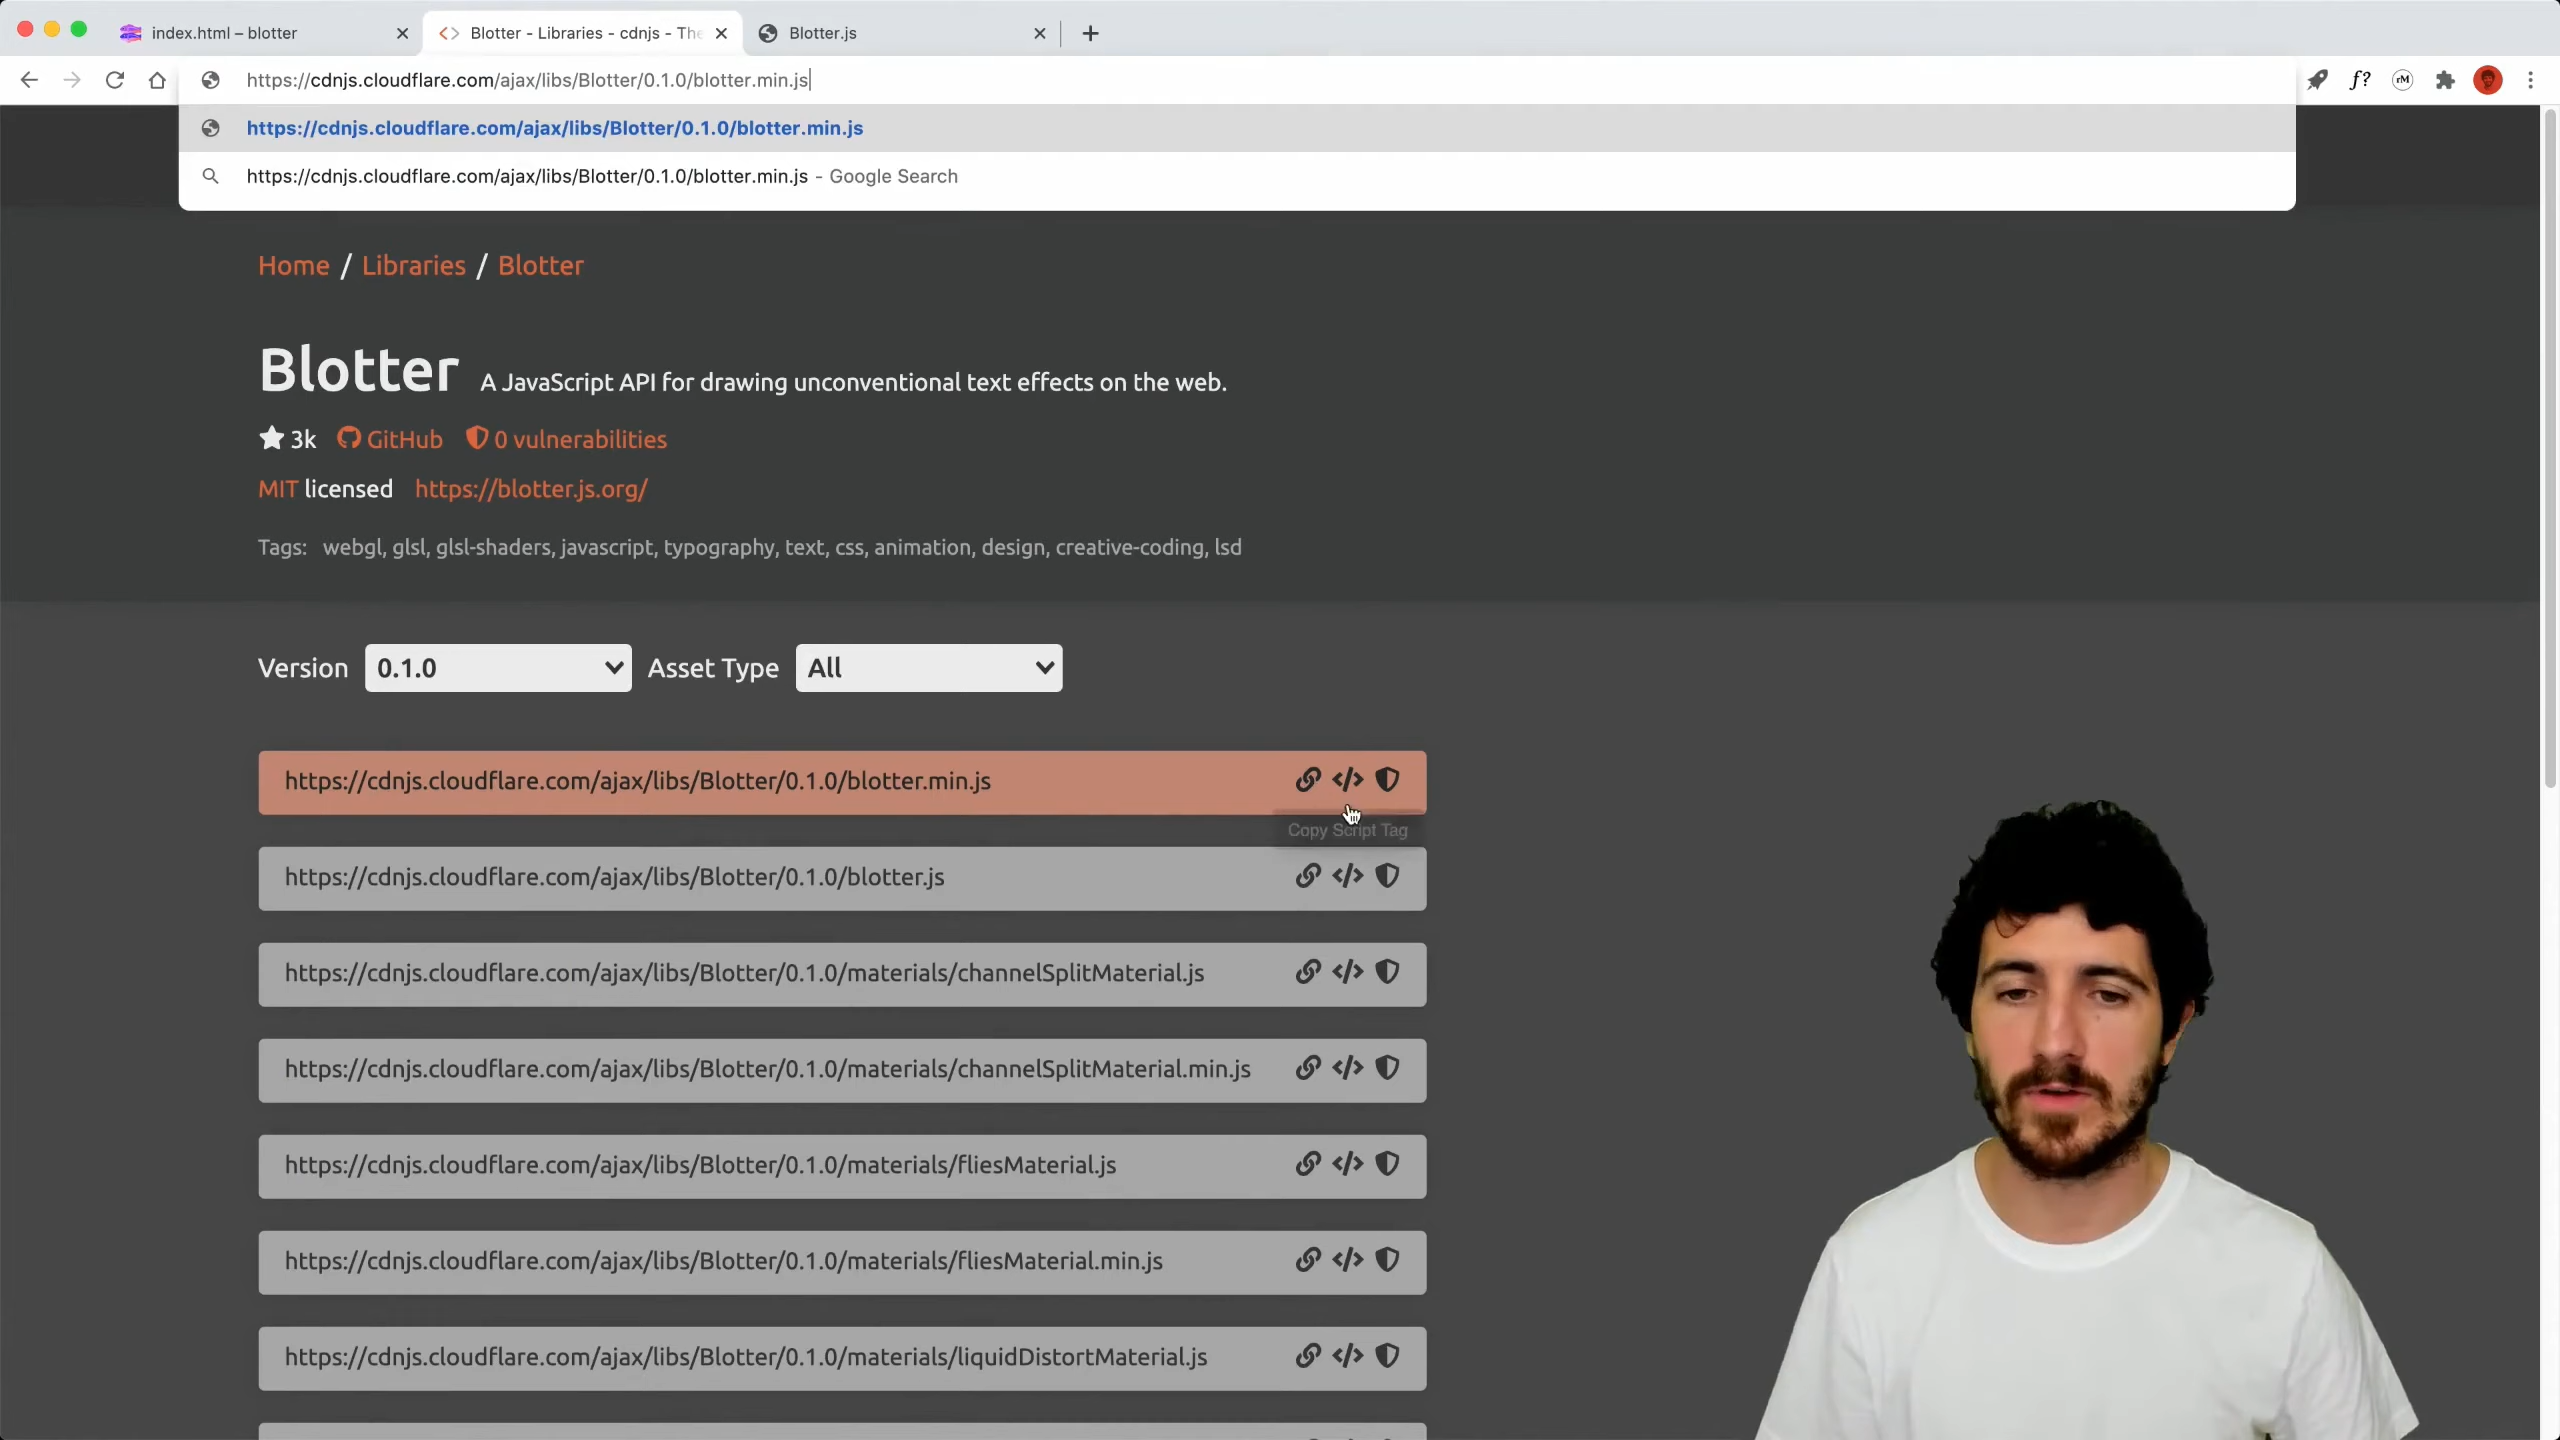 index.html – blotter
Blotter - Libraries - cdnjs - The
Blotter.js
https://cdnjs.cloudflare.com/ajax/libs/Blotter/0.1.0/blotter.min.js
f?
rM
https://cdnjs.cloudflare.com/ajax/libs/Blotter/0.1.0/blotter.min.js
https://cdnjs.cloudflare.com/ajax/libs/Blotter/0.1.0/blotter.min.js - Google Search
Home / Libraries / Blotter
Blotter A JavaScript API for drawing unconventional text effects on the web.
3k GitHub 0 vulnerabilities
MIT licensed https://blotter.js.org/
Tags: webgl, glsl, glsl-shaders, javascript, typography, text, css, animation, design, creative-coding, lsd
Version 0.1.0 Asset Type All
https://cdnjs.cloudflare.com/ajax/libs/Blotter/0.1.0/blotter.min.js
Copy Script Tag
https://cdnjs.cloudflare.com/ajax/libs/Blotter/0.1.0/blotter.js
https://cdnjs.cloudflare.com/ajax/libs/Blotter/0.1.0/materials/channelSplitMaterial.js
https://cdnjs.cloudflare.com/ajax/libs/Blotter/0.1.0/materials/channelSplitMaterial.min.js
https://cdnjs.cloudflare.com/ajax/libs/Blotter/0.1.0/materials/fliesMaterial.js
https://cdnjs.cloudflare.com/ajax/libs/Blotter/0.1.0/materials/fliesMaterial.min.js
https://cdnjs.cloudflare.com/ajax/libs/Blotter/0.1.0/materials/liquidDistortMaterial.js